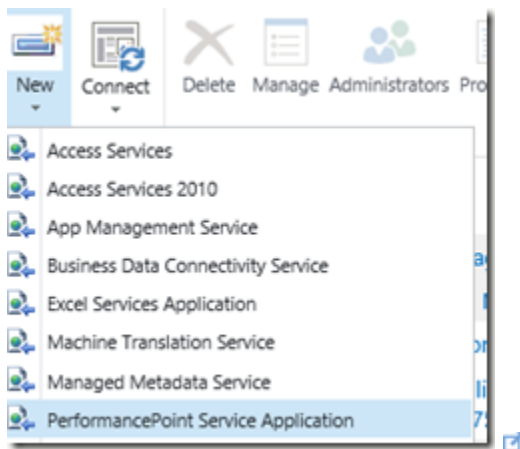 New
Connect
Delete
Manage
Administrators
Pro
Access Services
Access Services 2010
App Management Service
Business Data Connectivity Service
Excel Services Application
Machine Translation Service
Managed Metadata Service
PerformancePoint Service Application